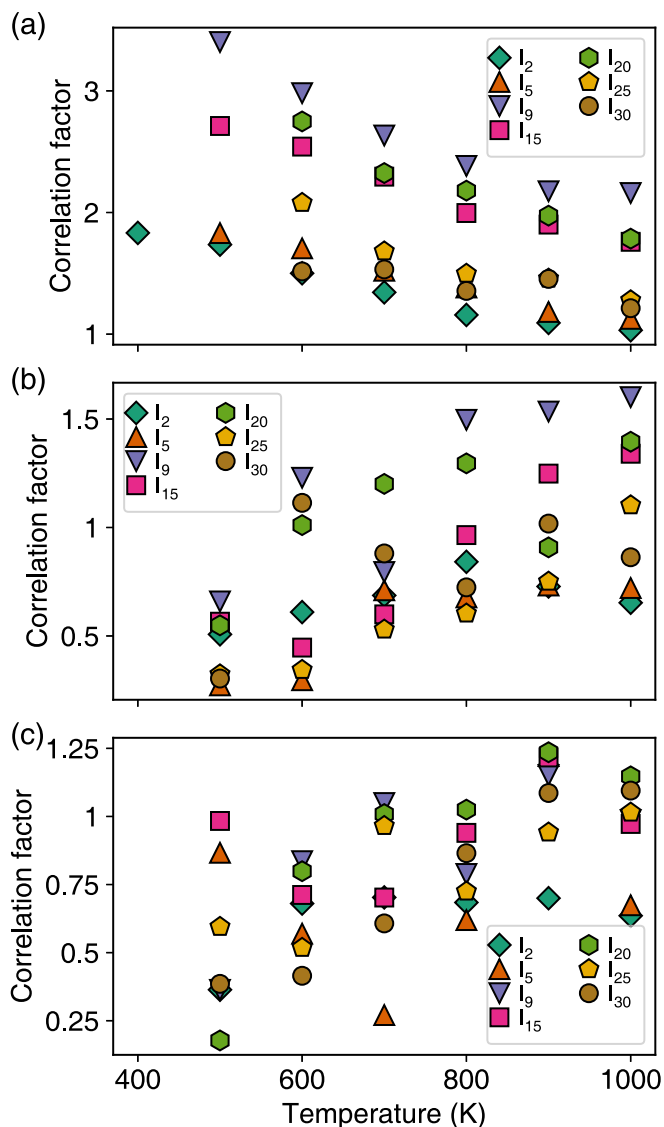 (a)
Correlation factor
3
2
1
I2 I20
I5 I25
I9 I30
I15
(b)
Correlation factor
1.5
1
0.5
I2 I20
I5 I25
I9 I30
I15
(c)
Correlation factor
1.25
1
0.75
0.5
0.25
I2 I20
I5 I25
I9 I30
I15
400 600 800 1000
Temperature (K)